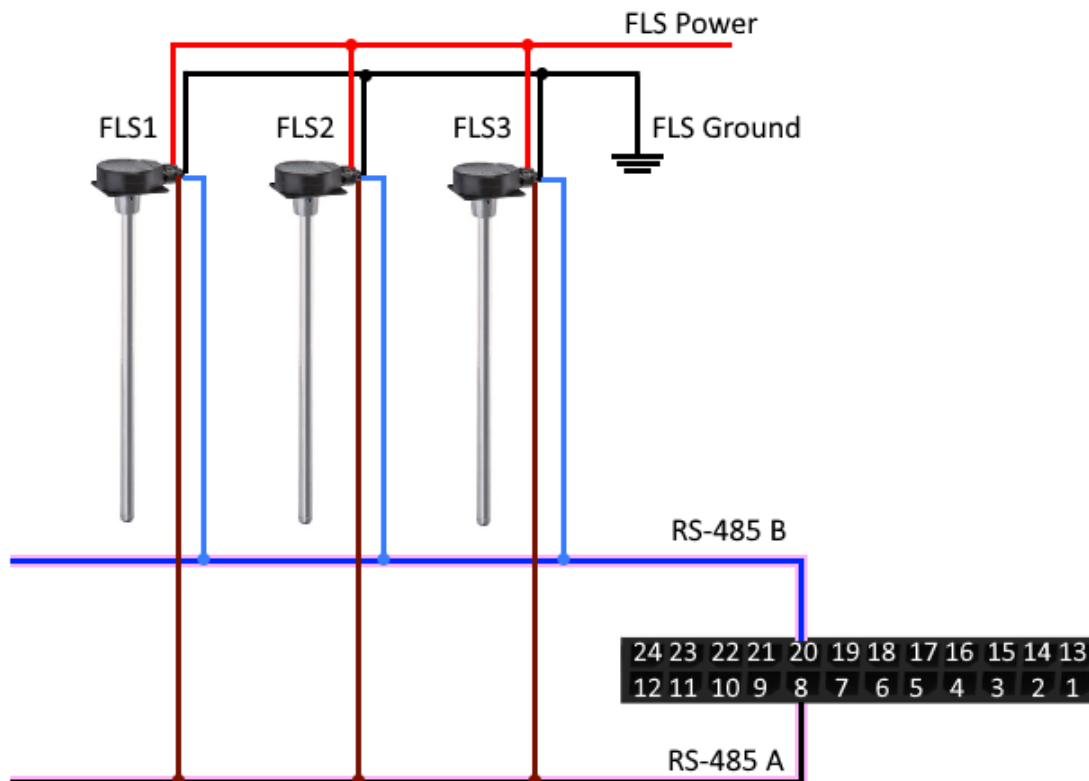 FLS Power
FLS1
FLS2
FLS3
FLS Ground
RS-485 B
24 23 22 21 20 19 18 17 16 15 14 13
12 11 10 9 8 7 6 5 4 3 2 1
RS-485 A